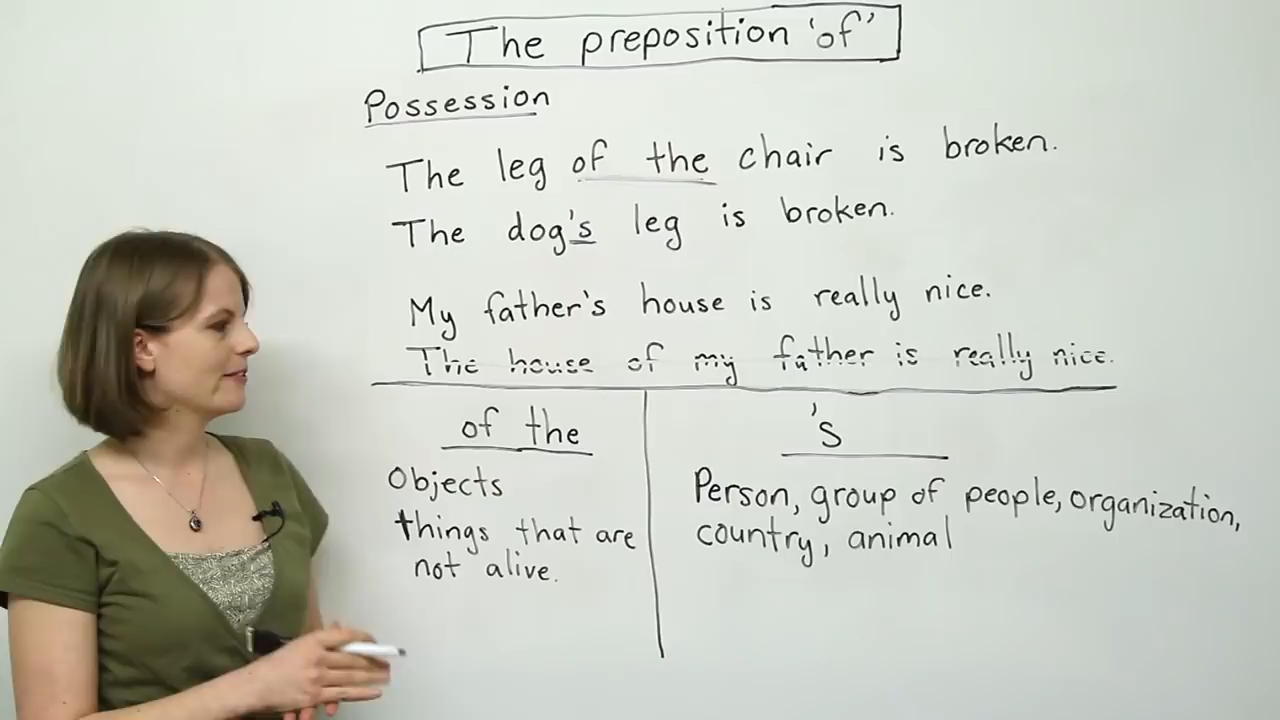 The preposition 'of'
Possession
The leg of the chair is broken.
The dog's leg is broken.
My father's house is really nice.
The house of my father is really nice.
of the
Objects
things that are
not alive.
's
Person, group of people, organization,
country, animal